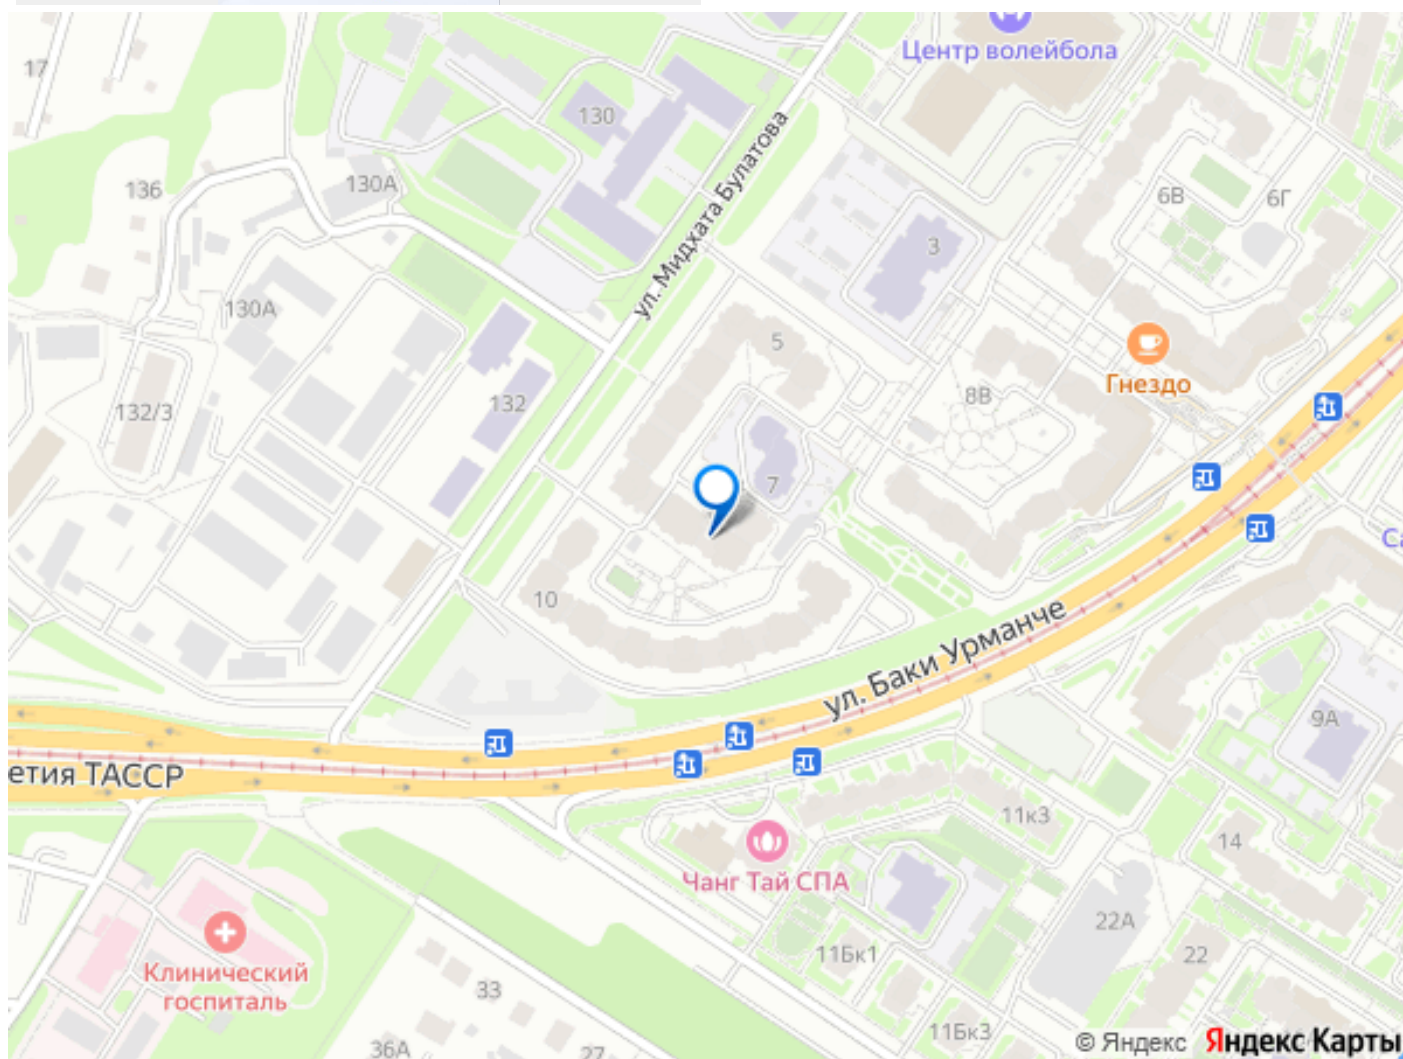 17
Центр волейбола
130
136
130А
6В
6Г
ул. Мидхата Булатова
3
130А
5
Гнездо
132/3
132
8В
7
10
Са
ул. Баки Урманче
9А
етия ТАССР
11к3
14
Чанг Тай СПА
22А
Клинический
госпиталь
11Бк1
22
33
11Бк3
© Яндекс Яндекс Карты
36А
27